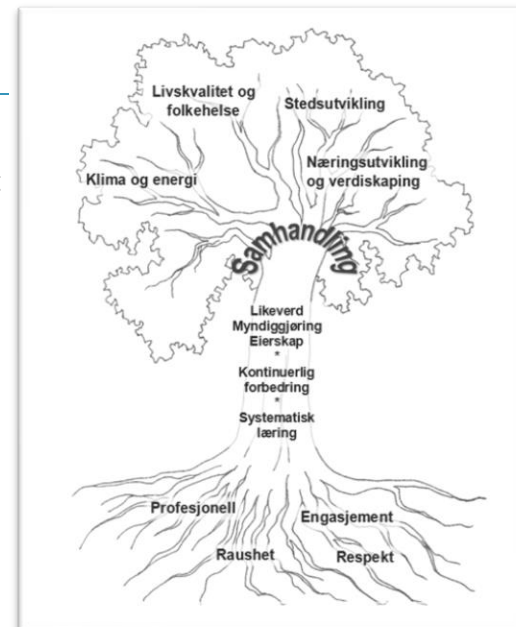 Livskvalitet og
folkehelse
Stedsutvikling
Klima og energi
Næringsutvikling
og verdiskaping
Samhandling
Likeverd
Myndiggjøring
Eierskap
*
Kontinuerlig
forbedring
*
Systematisk
læring
Profesjonell
Engasjement
Raushet
Respekt